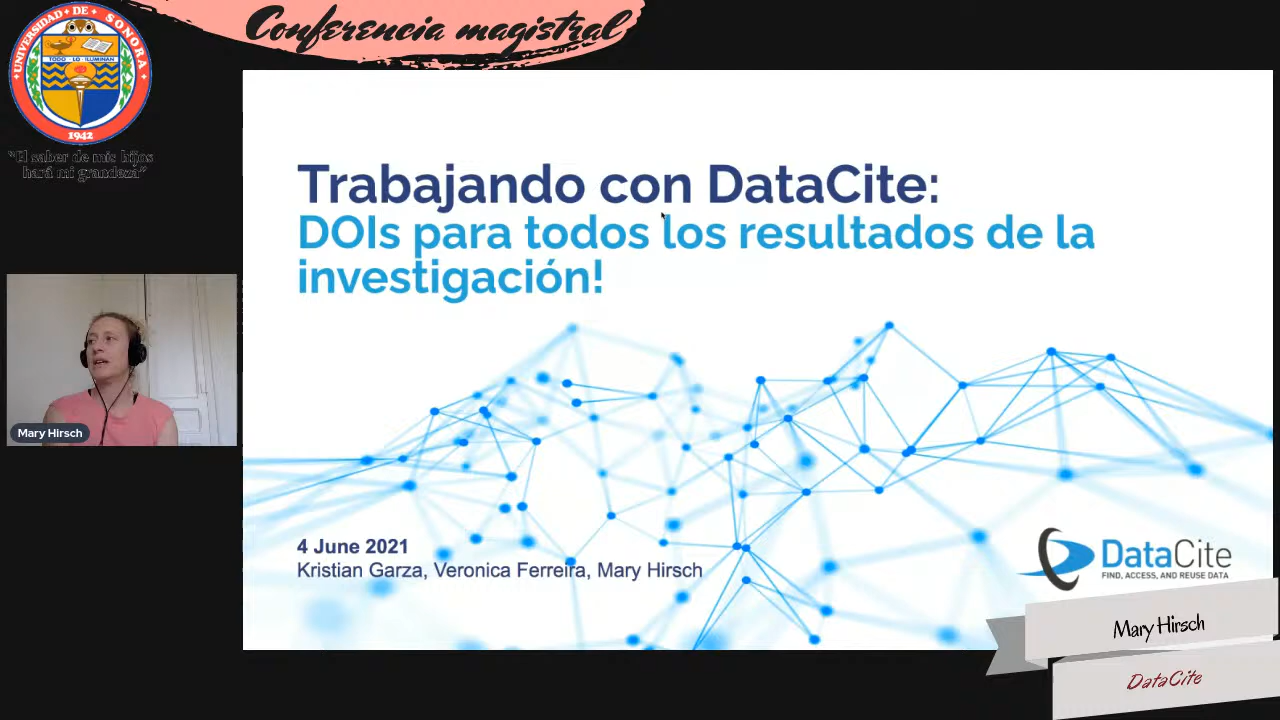 Conferencia magistral
UNIVERSIDAD • DE • SONORA
TODO LO ILUMINAN
1942
"El saber de mis hijos
hará mi grandeza"
Trabajando con DataCite:
DOIs para todos los resultados de la
investigación!
Mary Hirsch
4 June 2021
Kristian Garza, Veronica Ferreira, Mary Hirsch
DataCite
FIND, ACCESS, AND REUSE DATA
Mary Hirsch
DataCite